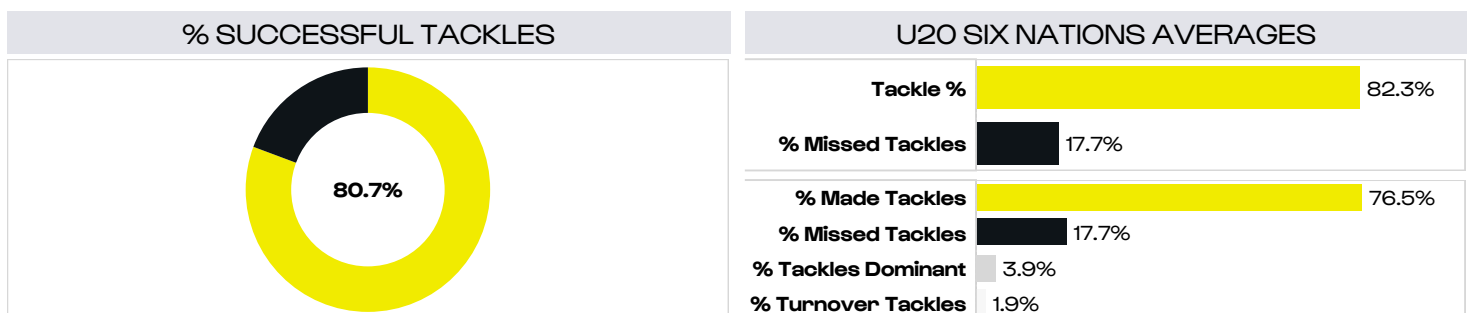 % SUCCESSFUL TACKLES
80.7%
U20 SIX NATIONS AVERAGES
Tackle % 82.3%
% Missed Tackles 17.7%
% Made Tackles 76.5%
% Missed Tackles 17.7%
% Tackles Dominant 3.9%
% Turnover Tackles 1.9%